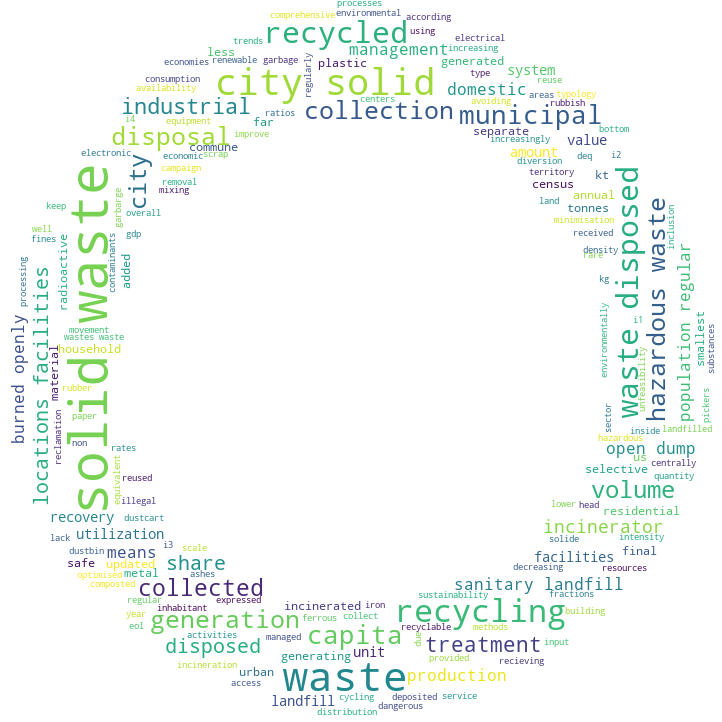 processes
comprehensive environmental
according
recycled
trends
using
electrical
less
management
increasing
economies renewable garbage
plastic
generated
system
regularly
type
consumption
city solid
reuse
domestic
availability
centers
areas typology
industrial
ratios
collection
avoiding
rubbish
municipal
i4
equipment
far
disposal
improve
separate
bottom
increasingly
value
commune
electronic
economic scrap
amount
deq
i2
city
campaign
diversion
removal
territory
kt
mixing
census
annual
keep
garbarge
overall
land
tonnes
minimisation
well
gdp
received
fines
density
inclusion
rare
solid waste
radioactive
contaminants
added
waste disposed
hazardous waste
population regular
processing
kg
locations facilities
environmentally
smallest
movement
i1
substances
wastes waste
burned openly
household
material
unfeasibility
pickers
rubber
paper
sector
reclamation
non
inside
landfilled
hazardous
rates
open dump
us
centrally
equivalent
reused
selective
quantity
volume
illegal
lower
head
residential
recovery
dustcart
incinerator
lack
utilization
solide
intensity
dustbin
i3
scale
means
facilities
final
safe
updated
share
decreasing
optimised
metal
ashes
sanitary landfill
resources
composted
collected
sustainability
fractions
regular
inhabitant
expressed
incinerated
iron
recycling
building
year
generation
ferrous
collect
recyclable
methods
eol
activities
managed
capita
due
disposed
treatment
input
generating
unit
provided
recieving
incineration
urban
waste
production
access
landfill
cycling
deposited
service
dangerous
distribution